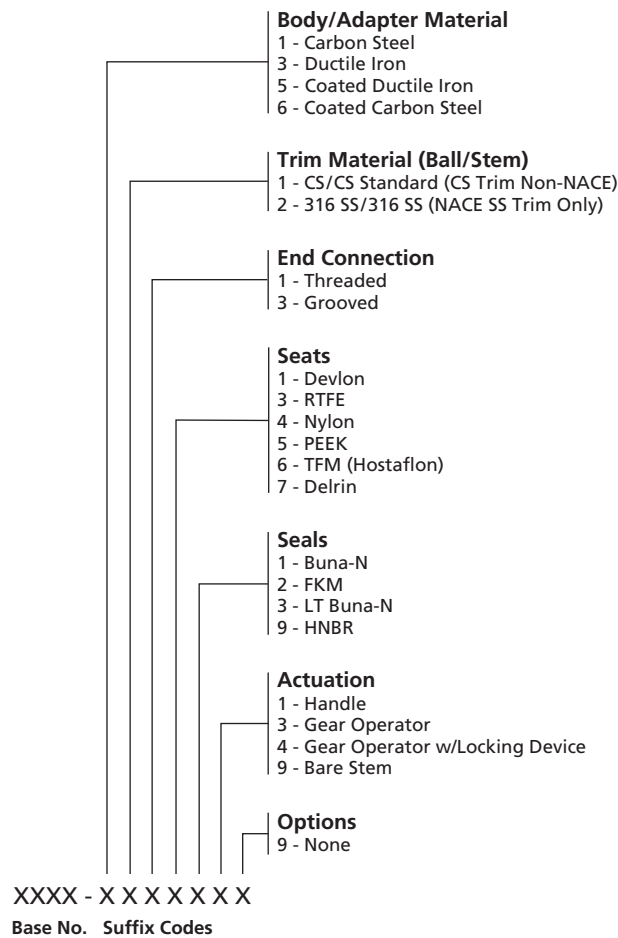 Body/Adapter Material
1 - Carbon Steel
3 - Ductile Iron
5 - Coated Ductile Iron
6 - Coated Carbon Steel
Trim Material (Ball/Stem)
1 - CS/CS Standard (CS Trim Non-NACE)
2 - 316 SS/316 SS (NACE SS Trim Only)
End Connection
1 - Threaded
3 - Grooved
Seats
1 - Devlon
3 - RTFE
4 - Nylon
5 - PEEK
6 - TFM (Hostaflon)
7 - Delrin
Seals
1 - Buna-N
2 - FKM
3 - LT Buna-N
9 - HNBR
Actuation
1 - Handle
3 - Gear Operator
4 - Gear Operator w/Locking Device
9 - Bare Stem
Options
9 - None
XXXX - X X X X X X X
Base No. Suffix Codes